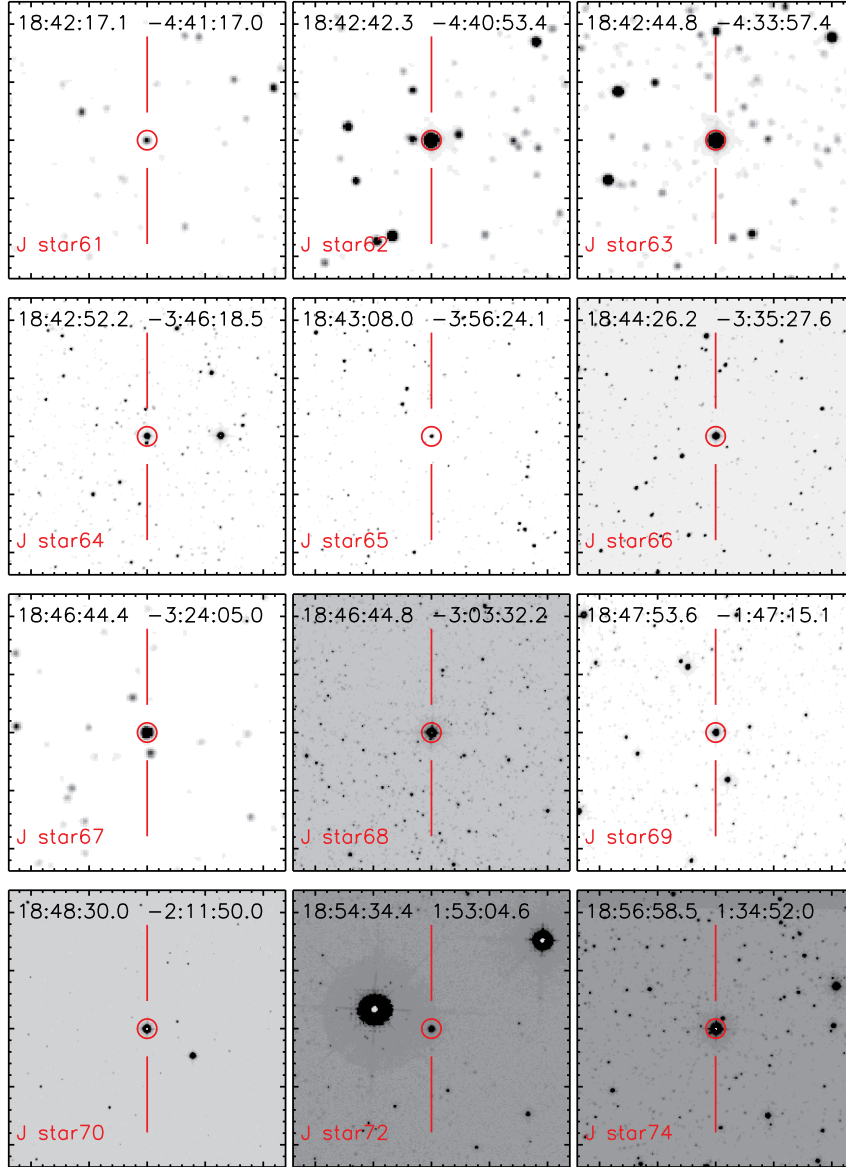 18:42:17.1 -4:41:17.0
J star61
18:42:42.3 -4:40:53.4
J star62
18:42:44.8 -4:33:57.4
J star63
18:42:52.2 -3:46:18.5
J star64
18:43:08.0 -3:56:24.1
J star65
18:44:26.2 -3:35:27.6
J star66
18:46:44.4 -3:24:05.0
J star67
18:46:44.8 -3:03:32.2
J star68
18:47:53.6 -1:47:15.1
J star69
18:48:30.0 -2:11:50.0
J star70
18:54:34.4 1:53:04.6
J star72
18:56:58.5 1:34:52.0
J star74